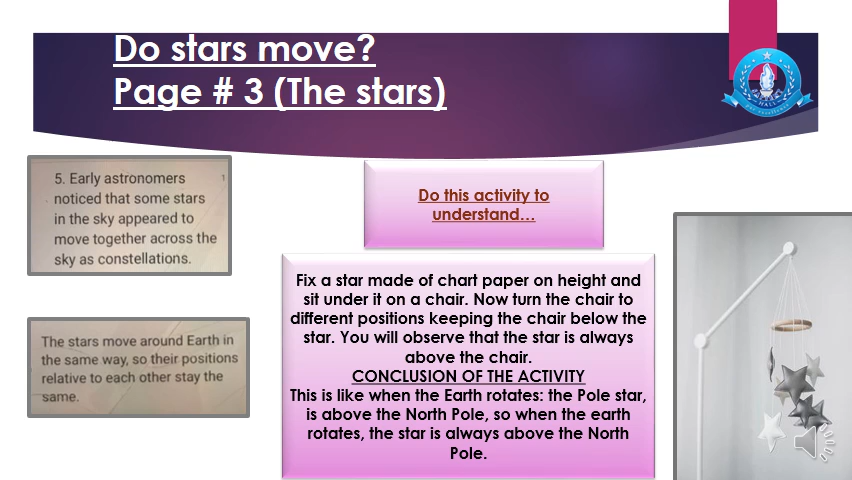 Do stars move?
Page # 3 (The stars)
5. Early astronomers
noticed that some stars
in the sky appeared to
move together across the
sky as constellations.
The stars move around Earth in
the same way, so their positions
relative to each other stay the
same.
Do this activity to
understand...
Fix a star made of chart paper on height and
sit under it on a chair. Now turn the chair to
different positions keeping the chair below the
star. You will observe that the star is always
above the chair.
CONCLUSION OF THE ACTIVITY
This is like when the Earth rotates: the Pole star,
is above the North Pole, so when the earth
rotates, the star is always above the North
Pole.